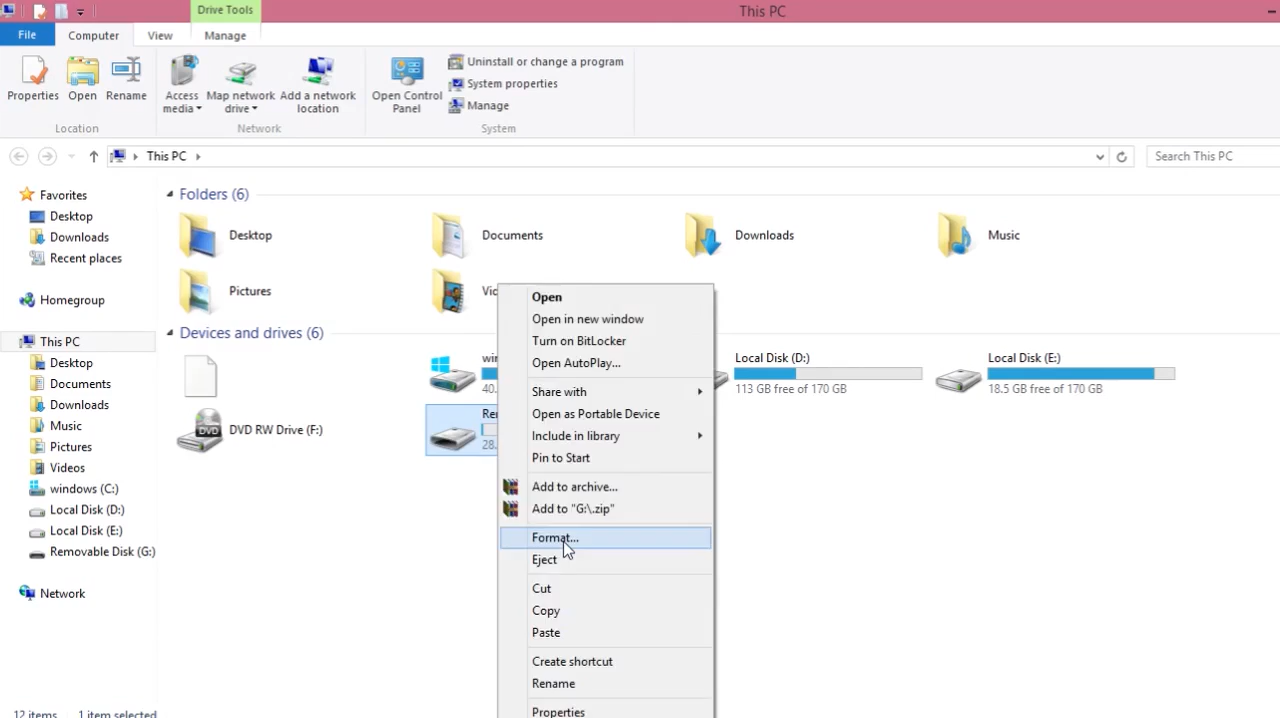 Drive Tools
This PC
File
Computer
View
Manage
Properties
Open
Rename
Access media
Map network drive
Add a network location
Open Control Panel
Uninstall or change a program
System properties
Manage
Location
Network
System
This PC
Search This PC
Favorites
Desktop
Downloads
Recent places
Homegroup
This PC
Desktop
Documents
Downloads
Music
Pictures
Videos
windows (C:)
Local Disk (D:)
Local Disk (E:)
Removable Disk (G:)
Network
Folders (6)
Desktop
Documents
Downloads
Music
Pictures
Devices and drives (6)
Local Disk (D:)
113 GB free of 170 GB
Local Disk (E:)
18.5 GB free of 170 GB
DVD
DVD RW Drive (F:)
40.
28.
Open
Open in new window
Turn on BitLocker
Open AutoPlay...
Share with
Open as Portable Device
Include in library
Pin to Start
Add to archive...
Add to "G:\.zip"
Format...
Eject
Cut
Copy
Paste
Create shortcut
Rename
Properties
12 items
1 item selected